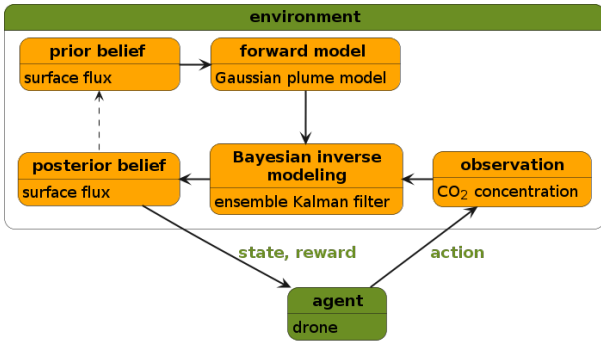 environment
prior belief
surface flux
forward model
Gaussian plume model
posterior belief
surface flux
Bayesian inverse
modeling
ensemble Kalman filter
observation
CO₂ concentration
state, reward
action
agent
drone